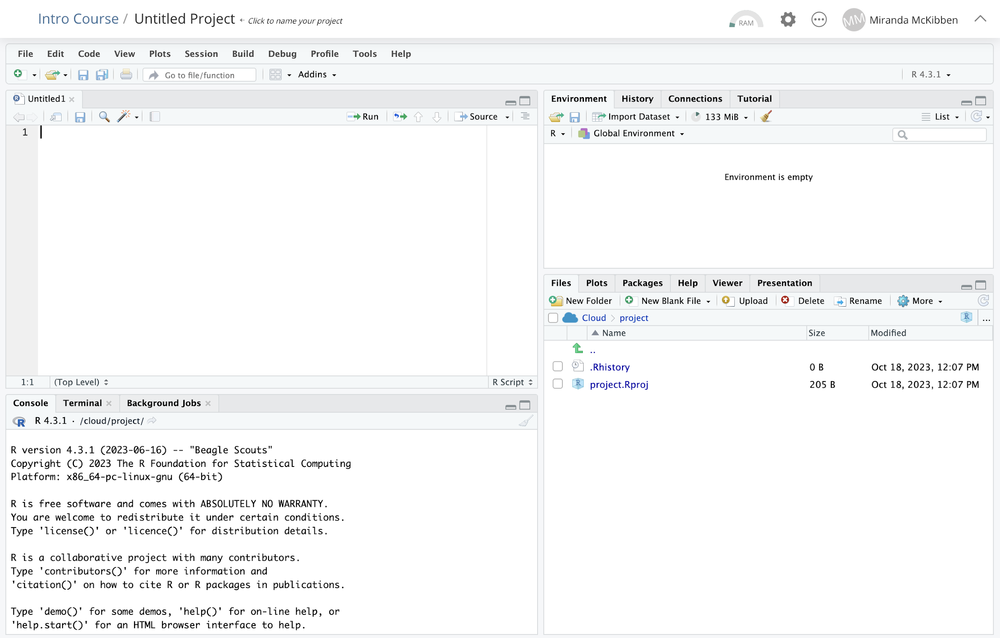 Intro Course / Untitled Project Click to name your project
RAM
MM Miranda McKibben
File Edit Code View Plots Session Build Debug Profile Tools Help
Go to file/function Addins R 4.3.1
Untitled1
Run Source
1
1:1 (Top Level) R Script
Console Terminal Background Jobs
R 4.3.1 · /cloud/project/
R version 4.3.1 (2023-06-16) -- "Beagle Scouts"
Copyright (C) 2023 The R Foundation for Statistical Computing
Platform: x86_64-pc-linux-gnu (64-bit)
R is free software and comes with ABSOLUTELY NO WARRANTY.
You are welcome to redistribute it under certain conditions.
Type 'license()' or 'licence()' for distribution details.
R is a collaborative project with many contributors.
Type 'contributors()' for more information and
'citation()' on how to cite R or R packages in publications.
Type 'demo()' for some demos, 'help()' for on-line help, or
'help.start()' for an HTML browser interface to help.
Environment History Connections Tutorial
Import Dataset 133 MiB List
R Global Environment
Environment is empty
Files Plots Packages Help Viewer Presentation
New Folder New Blank File Upload Delete Rename More
Cloud project R ...
Name Size Modified
..
.Rhistory 0 B Oct 18, 2023, 12:07 PM
project.Rproj 205 B Oct 18, 2023, 12:07 PM